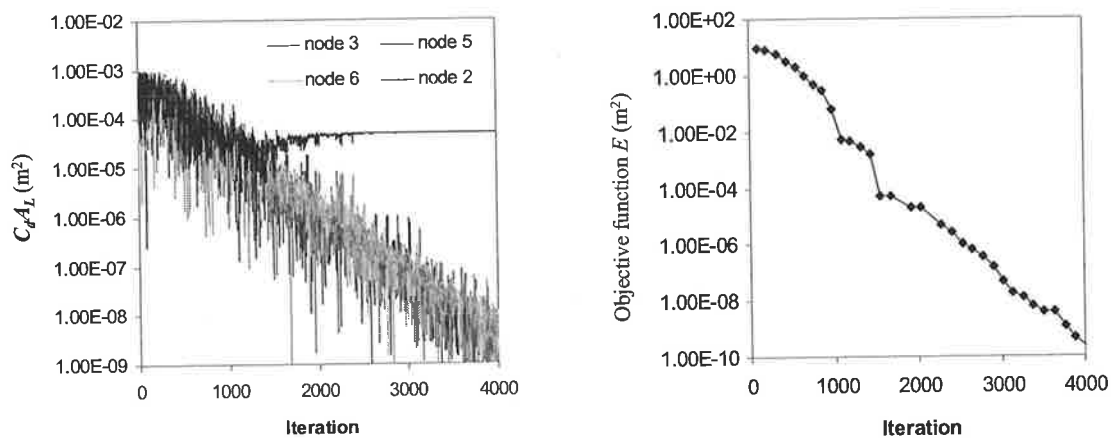 1.00E-02
1.00E-03
1.00E-04
1.00E-05
1.00E-06
1.00E-07
1.00E-08
1.00E-09
CdAL (m²)
node 3
node 5
node 6
node 2
0 1000 2000 3000 4000
Iteration
1.00E+02
1.00E+00
1.00E-02
1.00E-04
1.00E-06
1.00E-08
1.00E-10
Objective function E (m²)
0 1000 2000 3000 4000
Iteration